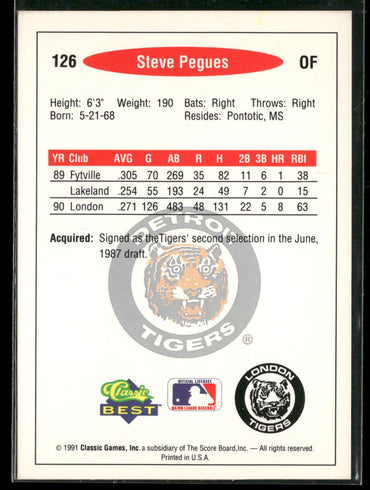 126 Steve Pegues OF
Height: 6'3" Weight: 190 Bats: Right Throws: Right
Born: 5-21-68 Resides: Pontotic, MS
YR Club AVG G AB R H 2B 3B HR RBI
89 Fytville .305 70 269 35 82 11 6 1 38
Lakeland .254 55 193 24 49 7 2 0 15
90 London .271 126 483 48 131 22 5 8 63
Acquired: Signed as theTigers' second selection in the June,
1987 draft.
DETROIT
TIGERS
®
Classic
BEST
OFFICIAL LICENSEE
MAJOR LEAGUE BASEBALL
LONDON
TIGERS
© 1991 Classic Games, Inc. a subsidiary of The Score Board, Inc. — All rights reserved.
Printed in U.S.A.